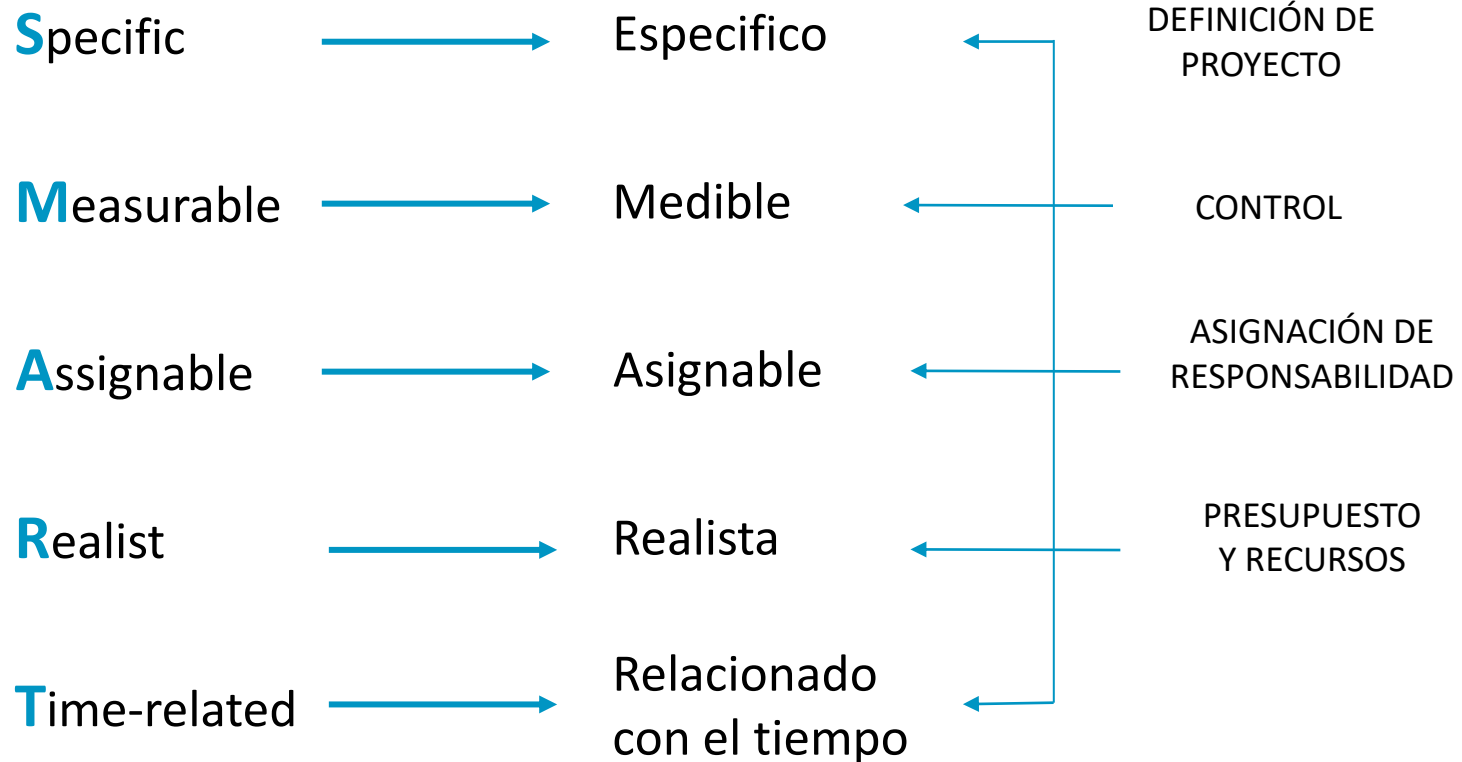 Specific
Especifico
DEFINICIÓN DE
PROYECTO
Measurable
Medible
CONTROL
Assignable
Asignable
ASIGNACIÓN DE
RESPONSABILIDAD
Realist
Realista
PRESUPUESTO
Y RECURSOS
Time-related
Relacionado
con el tiempo